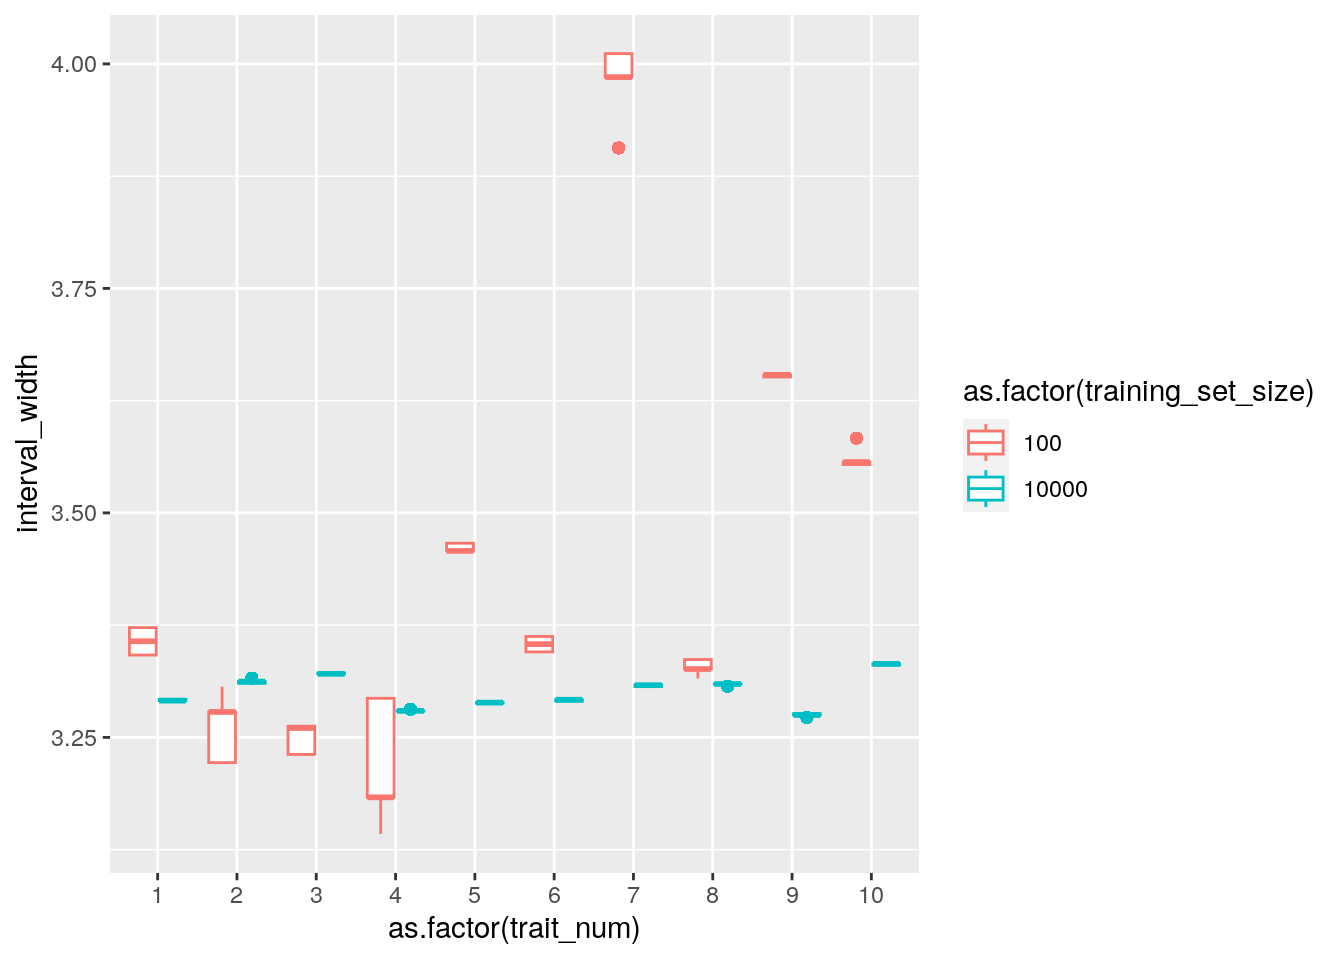 4.00
3.75
3.50
3.25
interval_width
1 2 3 4 5 6 7 8 9 10
as.factor(trait_num)
as.factor(training_set_size)
100
10000